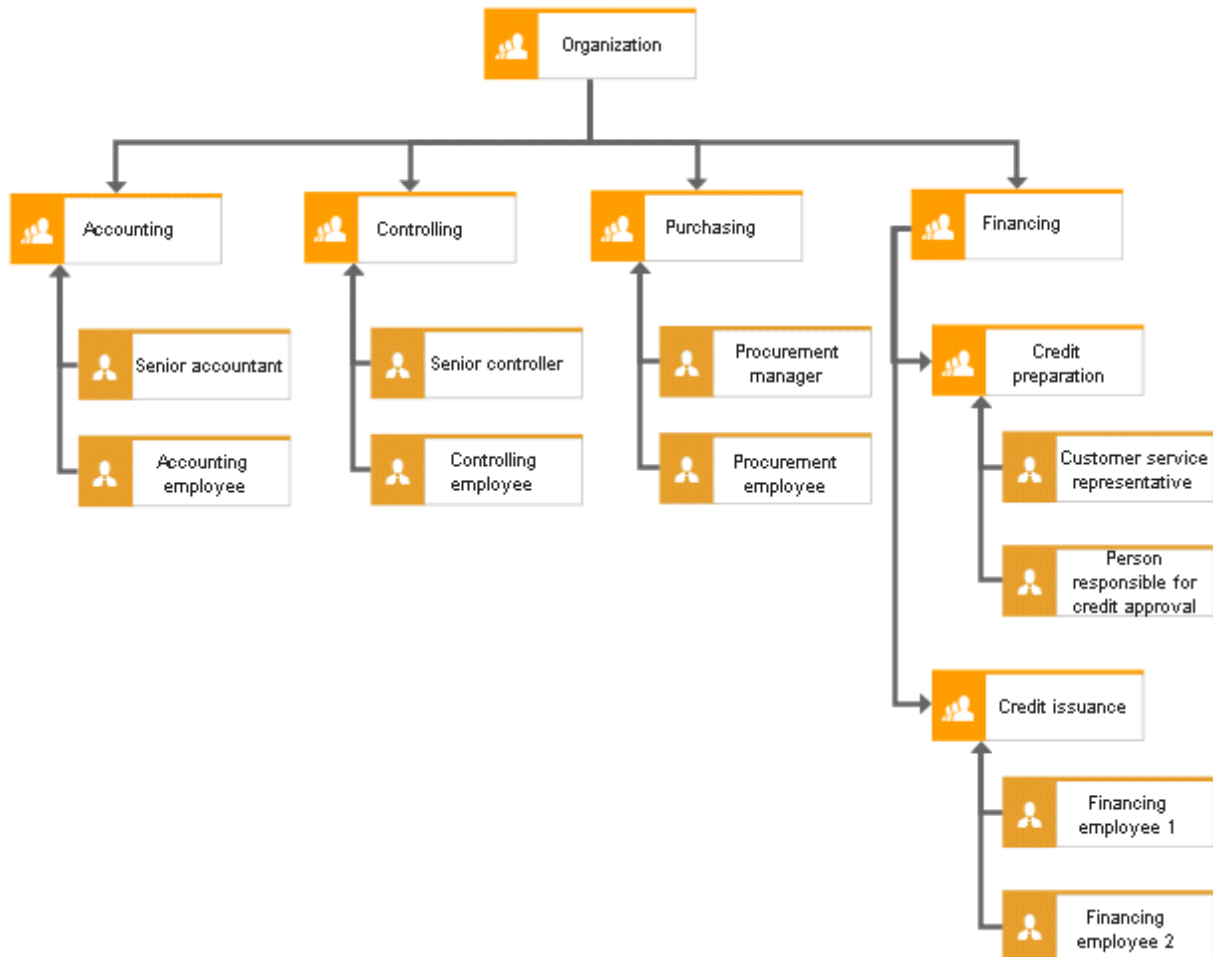 Organization
Accounting
Controlling
Purchasing
Financing
Senior accountant
Senior controller
Procurement
manager
Credit
preparation
Accounting
employee
Controlling
employee
Procurement
employee
Customer service
representative
Person
responsible for
credit approval
Credit issuance
Financing
employee 1
Financing
employee 2